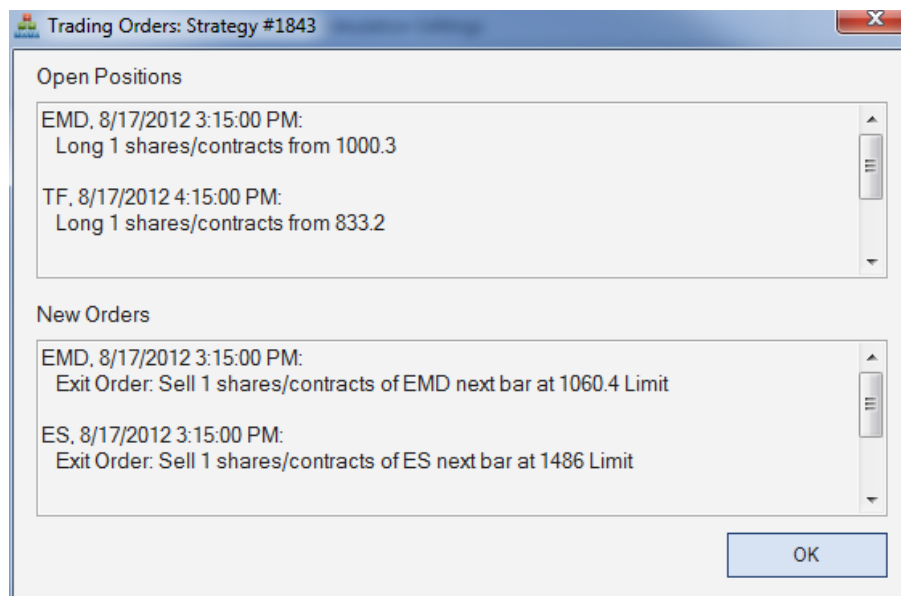 Trading Orders: Strategy #1843
Open Positions
EMD, 8/17/2012 3:15:00 PM:
Long 1 shares/contracts from 1000.3
TF, 8/17/2012 4:15:00 PM:
Long 1 shares/contracts from 833.2
New Orders
EMD, 8/17/2012 3:15:00 PM:
Exit Order: Sell 1 shares/contracts of EMD next bar at 1060.4 Limit
ES, 8/17/2012 3:15:00 PM:
Exit Order: Sell 1 shares/contracts of ES next bar at 1486 Limit
OK